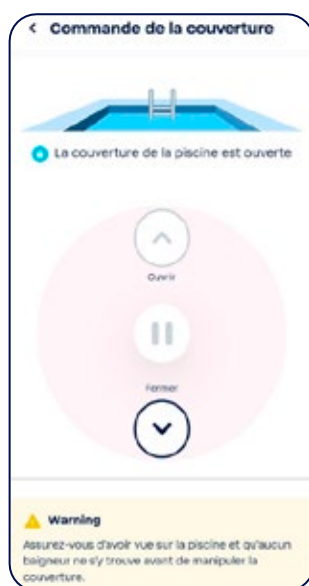 Commande de la couverture
La couverture de la piscine est ouverte
Ouvrir
Fermer
Warning
Assurez-vous d'avoir vue sur la piscine et qu'aucun
baigneur ne s'y trouve avant de manipuler la
couverture.